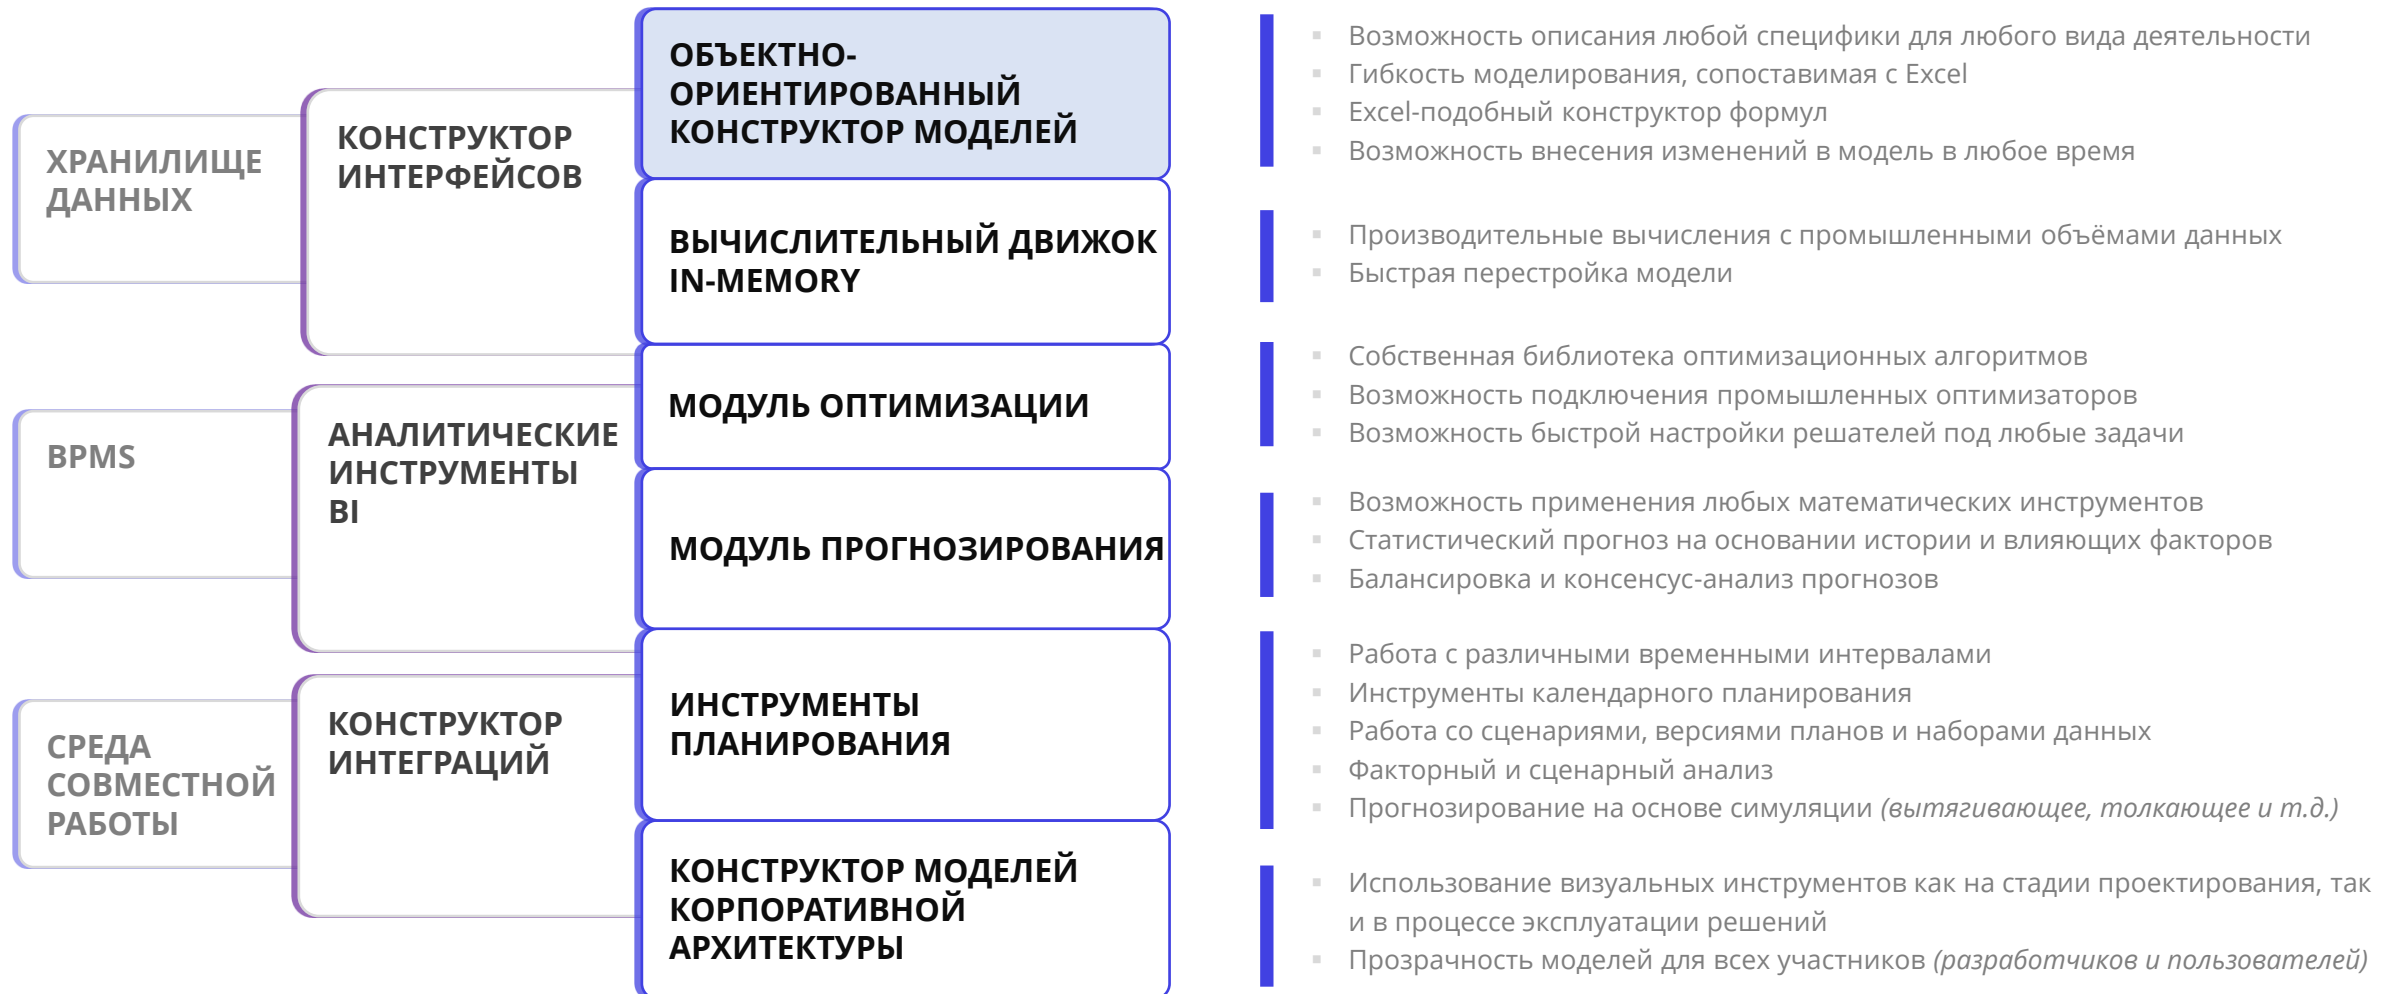 ХРАНИЛИЩЕ
ДАННЫХ
BPMS
СРЕДА
СОВМЕСТНОЙ
РАБОТЫ
КОНСТРУКТОР
ИНТЕРФЕЙСОВ
АНАЛИТИЧЕСКИЕ
ИНСТРУМЕНТЫ
BI
КОНСТРУКТОР
ИНТЕГРАЦИЙ
ОБЪЕКТНО-
ОРИЕНТИРОВАННЫЙ
КОНСТРУКТОР МОДЕЛЕЙ
▪ Возможность описания любой специфики для любого вида деятельности
▪ Гибкость моделирования, сопоставимая с Excel
▪ Excel-подобный конструктор формул
▪ Возможность внесения изменений в модель в любое время
ВЫЧИСЛИТЕЛЬНЫЙ ДВИЖОК
IN-MEMORY
▪ Производительные вычисления с промышленными объёмами данных
▪ Быстрая перестройка модели
МОДУЛЬ ОПТИМИЗАЦИИ
▪ Собственная библиотека оптимизационных алгоритмов
▪ Возможность подключения промышленных оптимизаторов
▪ Возможность быстрой настройки решателей под любые задачи
МОДУЛЬ ПРОГНОЗИРОВАНИЯ
▪ Возможность применения любых математических инструментов
▪ Статистический прогноз на основании истории и влияющих факторов
▪ Балансировка и консенсус-анализ прогнозов
ИНСТРУМЕНТЫ
ПЛАНИРОВАНИЯ
▪ Работа с различными временными интервалами
▪ Инструменты календарного планирования
▪ Работа со сценариями, версиями планов и наборами данных
▪ Факторный и сценарный анализ
▪ Прогнозирование на основе симуляции (вытягивающее, толкающее и т.д.)
КОНСТРУКТОР МОДЕЛЕЙ
КОРПОРАТИВНОЙ
АРХИТЕКТУРЫ
▪ Использование визуальных инструментов как на стадии проектирования, так
и в процессе эксплуатации решений
▪ Прозрачность моделей для всех участников (разработчиков и пользователей)